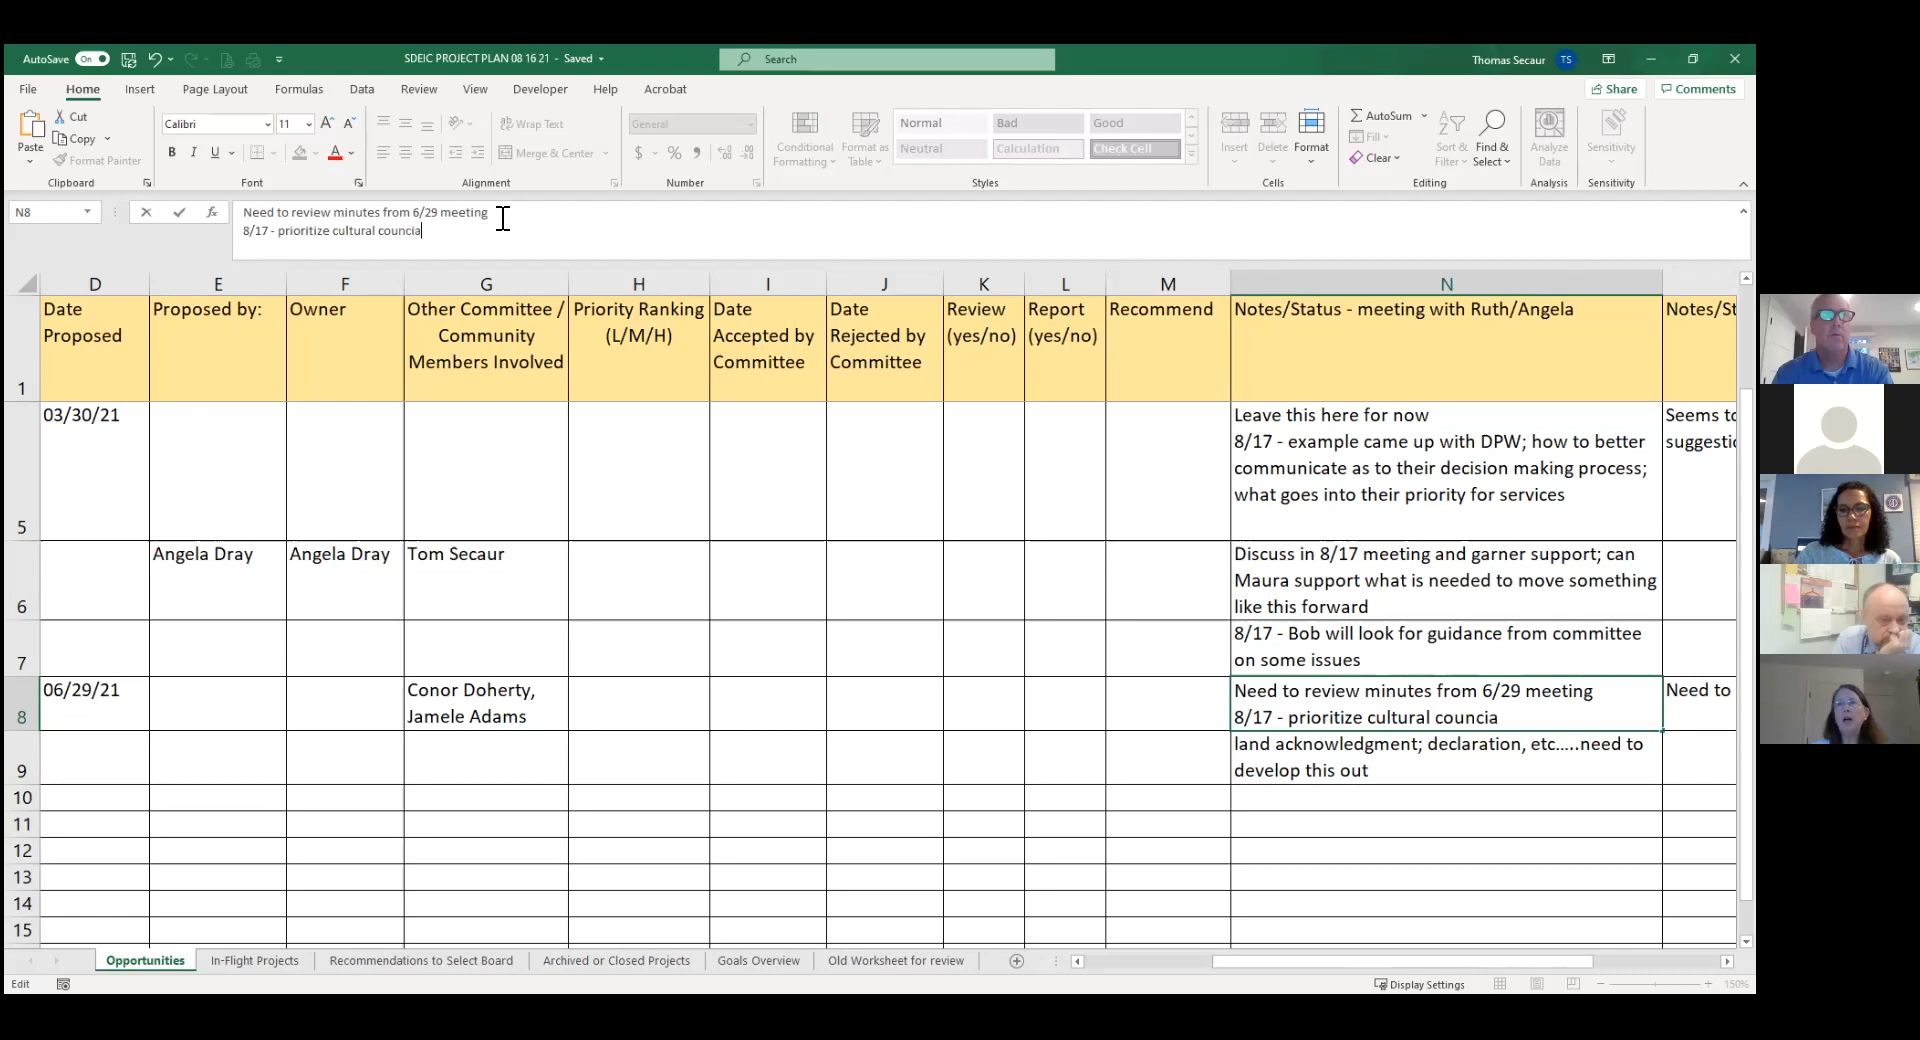 AutoSave On SDEIC PROJECT PLAN 08 16 21 - Saved Search Thomas Secaur TS
File Home Insert Page Layout Formulas Data Review View Developer Help Acrobat Share Comments
Paste Cut Copy Format Painter
Calibri 11
B I U A
Wrap Text
Merge & Center
General
$ % 9
Conditional Formatting
Format as Table
Normal Bad Good
Neutral Calculation Check Cell
Insert Delete Format
AutoSum
Fill
Clear
Sort & Filter
Find & Select
Analyze Data
Sensitivity
Clipboard Font Alignment Number Styles Cells Editing Analysis Sensitivity
N8 fx Need to review minutes from 6/29 meeting
8/17 - prioritize cultural councia
D E F G H I J K L M N
1
Date
Proposed
Proposed by:
Owner
Other Committee /
Community
Members Involved
Priority Ranking
(L/M/H)
Date
Accepted by
Committee
Date
Rejected by
Committee
Review
(yes/no)
Report
(yes/no)
Recommend
Notes/Status - meeting with Ruth/Angela
Notes/St
5
03/30/21
Leave this here for now
8/17 - example came up with DPW; how to better
communicate as to their decision making process;
what goes into their priority for services
Seems to
suggestic
6
Angela Dray
Angela Dray
Tom Secaur
Discuss in 8/17 meeting and garner support; can
Maura support what is needed to move something
like this forward
7
8/17 - Bob will look for guidance from committee
on some issues
8
06/29/21
Conor Doherty,
Jamele Adams
Need to review minutes from 6/29 meeting
8/17 - prioritize cultural councia
Need to
9
land acknowledgment; declaration, etc.....need to
develop this out
10
11
12
13
14
15
Opportunities In-Flight Projects Recommendations to Select Board Archived or Closed Projects Goals Overview Old Worksheet for review
Edit Display Settings 150%